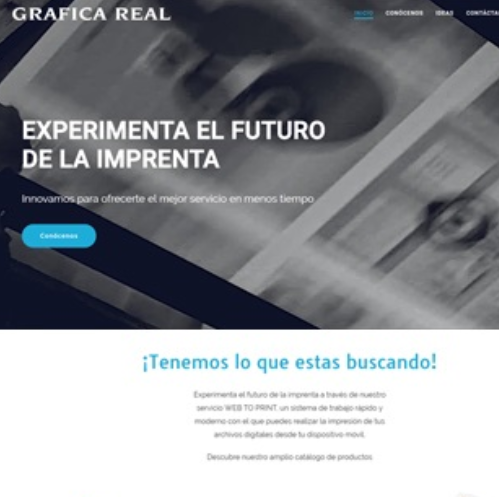 GRAFICA REAL
INICIO CONÓCENOS IDEAS CONTÁCTA
EXPERIMENTA EL FUTURO
DE LA IMPRENTA
Innovamos para ofrecerte el mejor servicio en menos tiempo
Conócenos
¡Tenemos lo que estas buscando!
Experimenta el futuro de la imprenta a través de nuestro
servicio WEB TO PRINT: un sistema de trabajo rápido y
moderno con el que puedes realizar la impresión de tus
archivos digitales desde tu dispositivo móvil.
Descubre nuestro amplio catálogo de productos